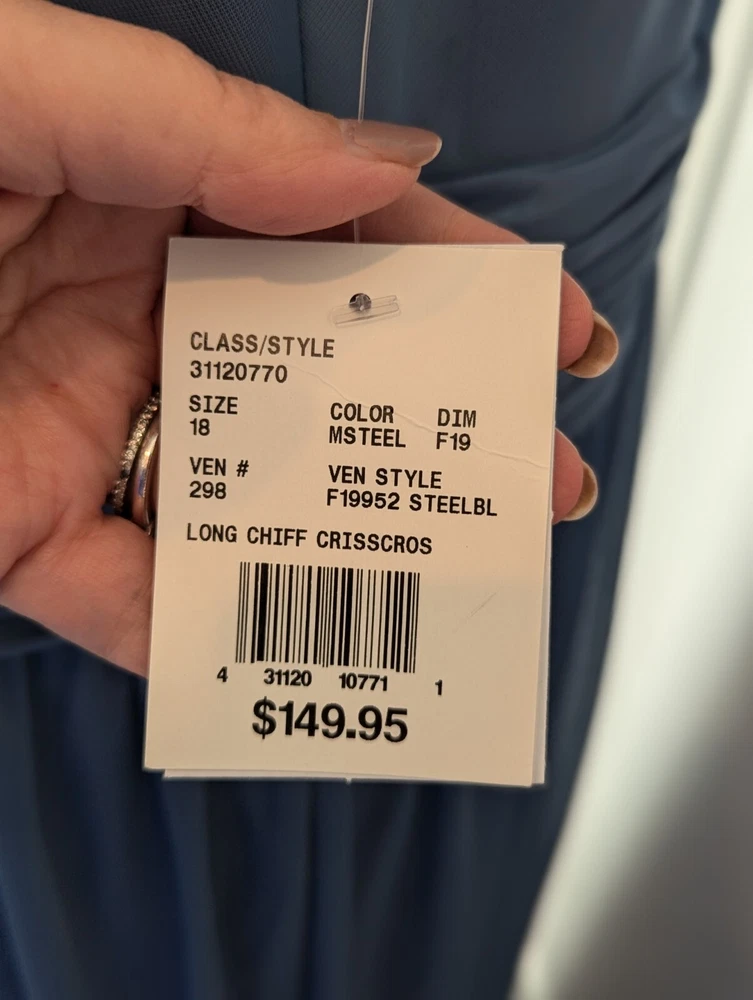 CLASS/STYLE
31120770
SIZE COLOR DIM
18 MSTEEL F19
VEN # VEN STYLE
298 F19952 STEELBL
LONG CHIFF CRISSCROS
4 31120 10771 1
$149.95